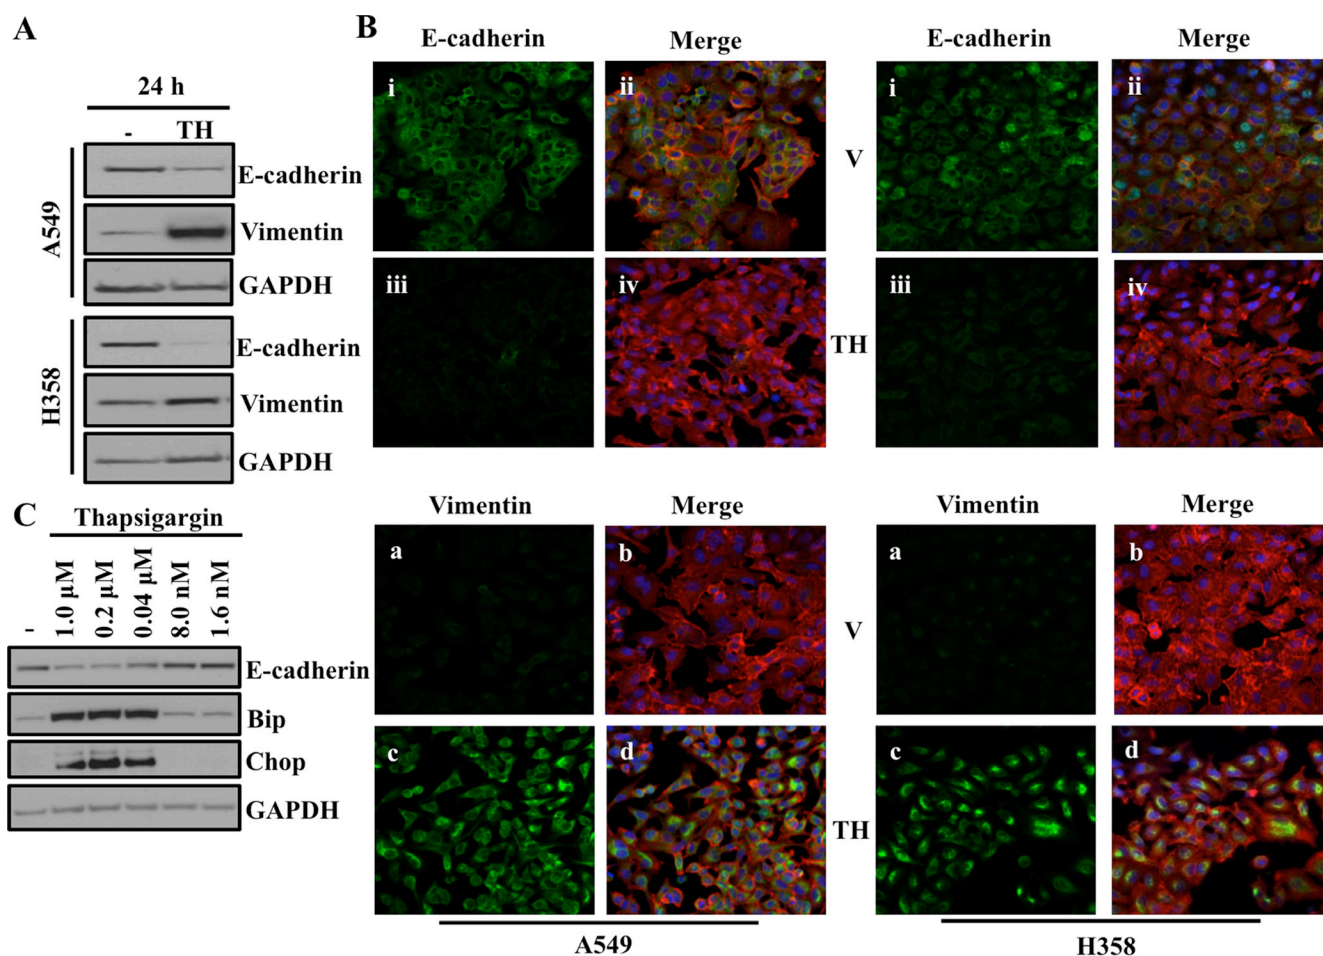 A
24 h
- TH
A549
E-cadherin
Vimentin
GAPDH
H358
E-cadherin
Vimentin
GAPDH
B
E-cadherin Merge E-cadherin Merge
i ii V i ii
iii iv TH iii iv
Vimentin Merge Vimentin Merge
a b V a b
c d TH c d
A549 H358
C
Thapsigargin
- 1.0 µM 0.2 µM 0.04 µM 8.0 nM 1.6 nM
E-cadherin
Bip
Chop
GAPDH